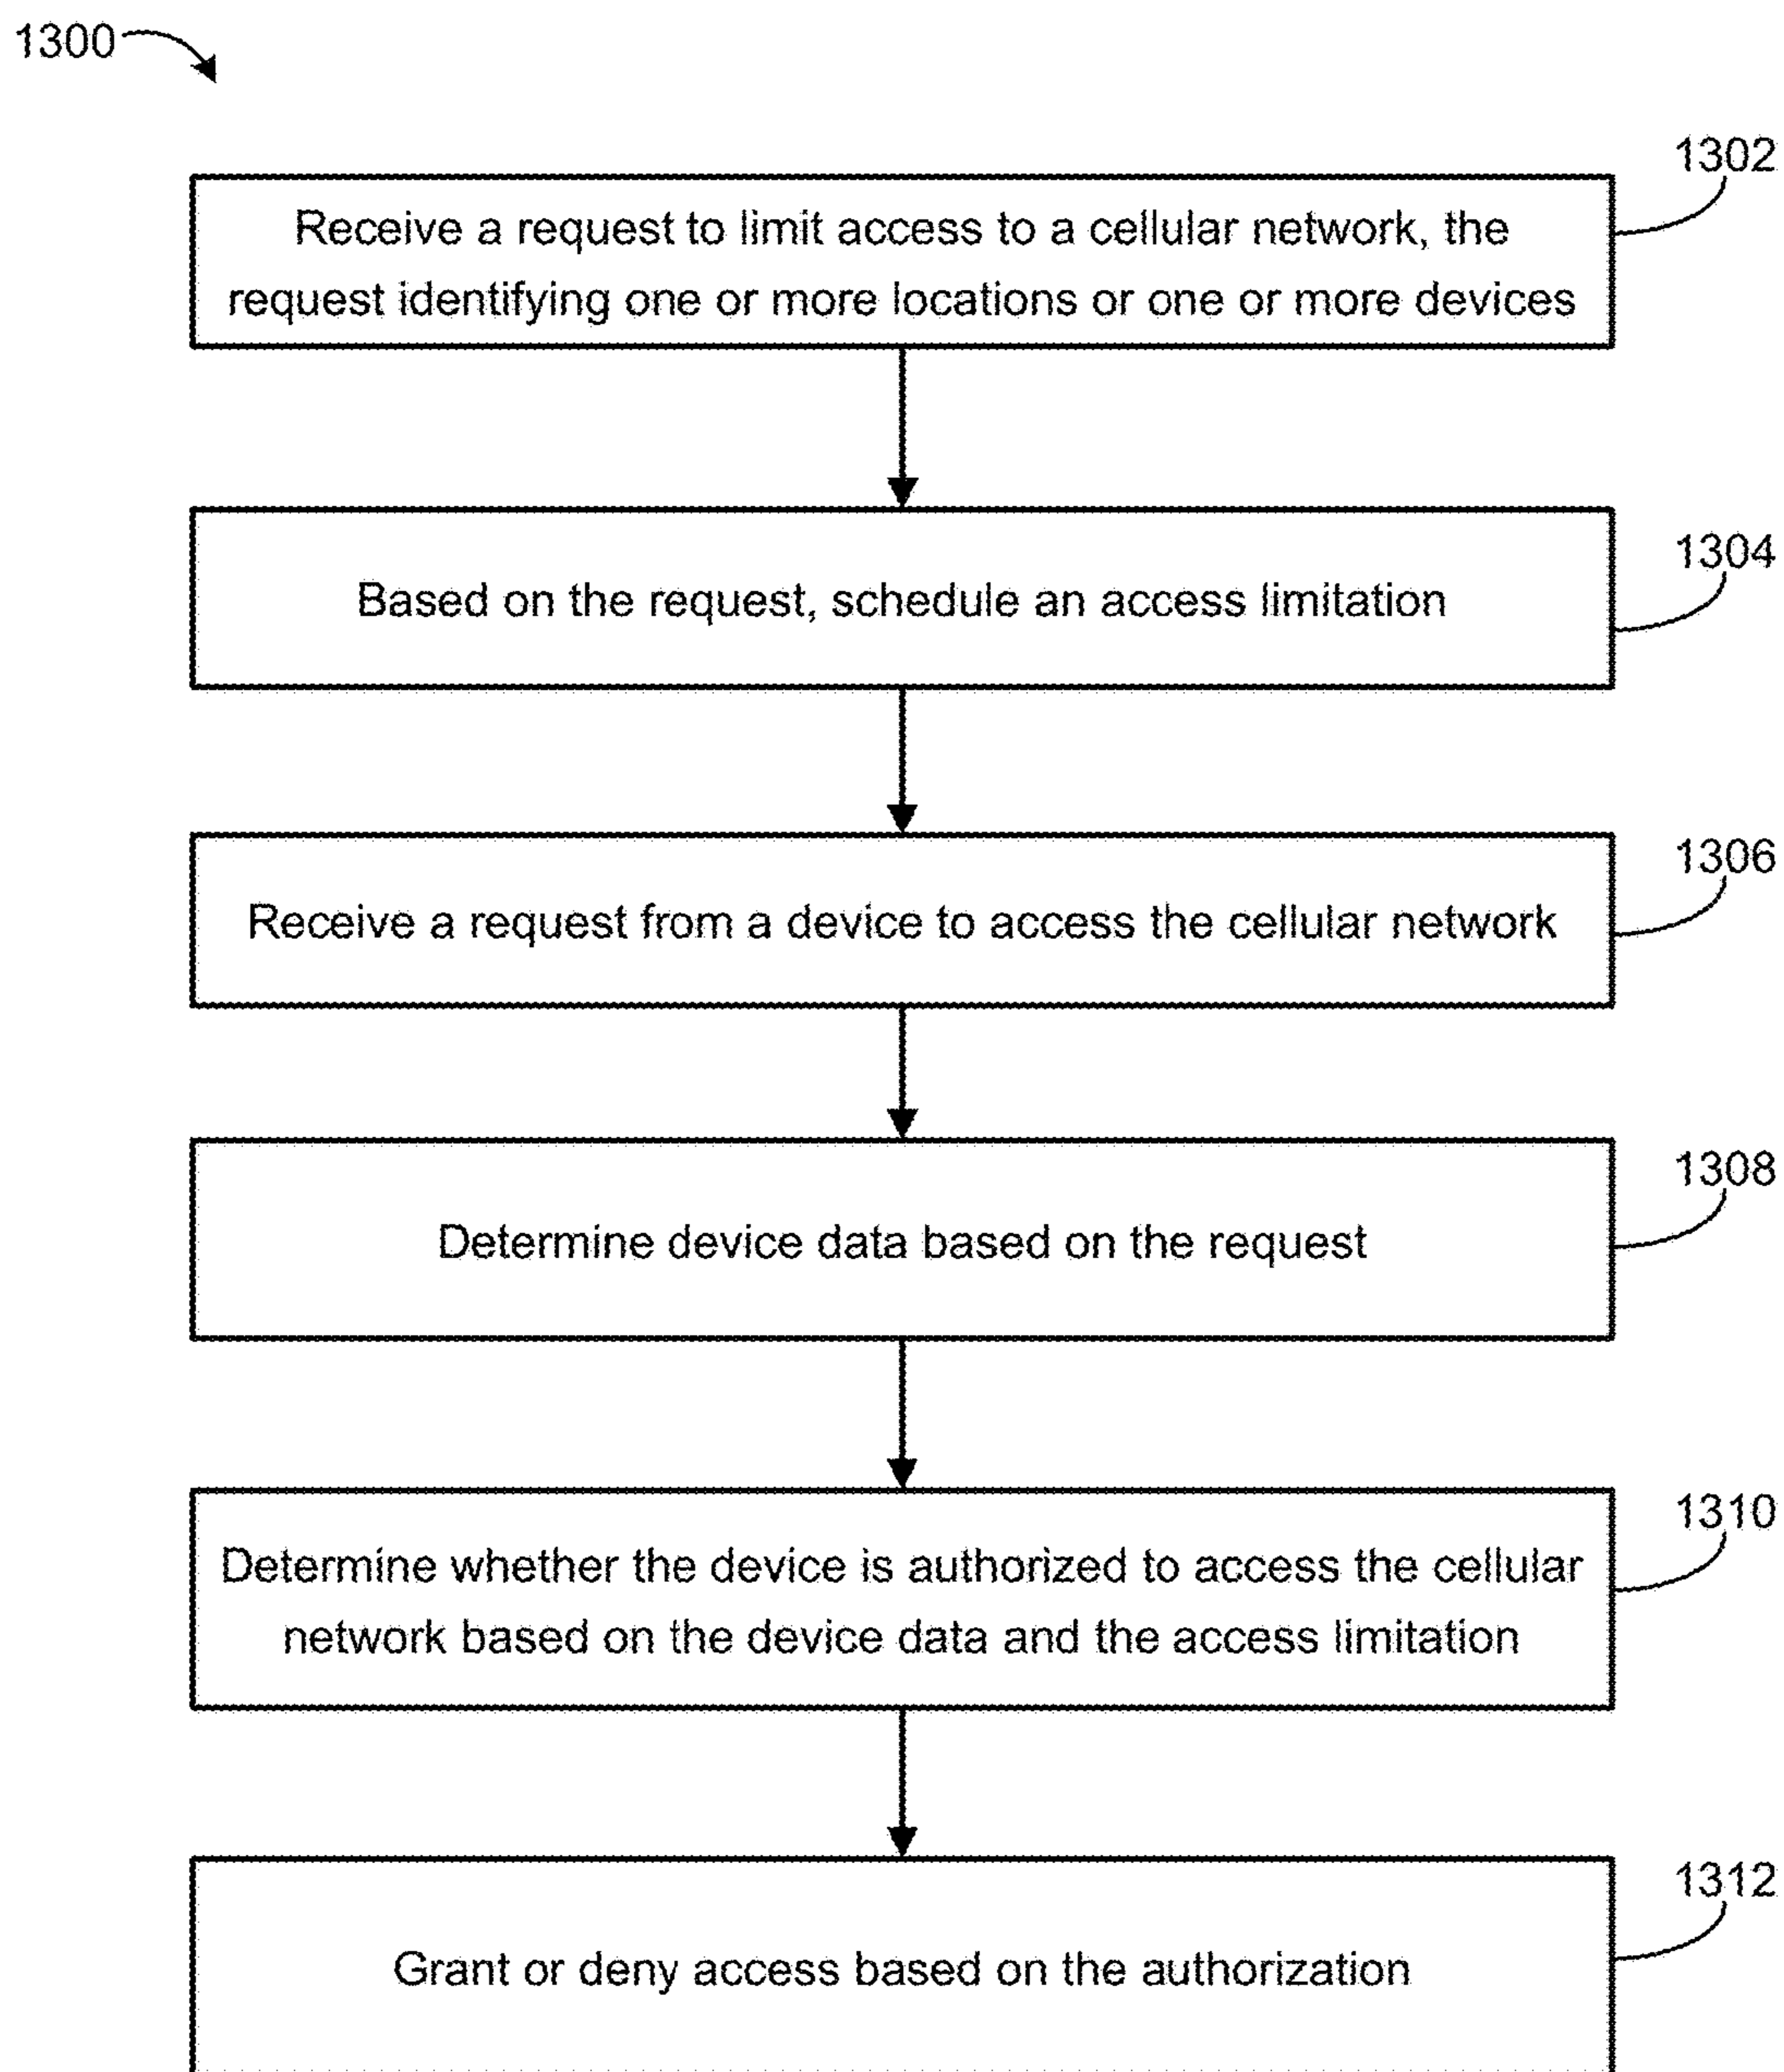 1300
1302
Receive a request to limit access to a cellular network, the
request identifying one or more locations or one or more devices
1304
Based on the request, schedule an access limitation
1306
Receive a request from a device to access the cellular network
1308
Determine device data based on the request
1310
Determine whether the device is authorized to access the cellular
network based on the device data and the access limitation
1312
Grant or deny access based on the authorization